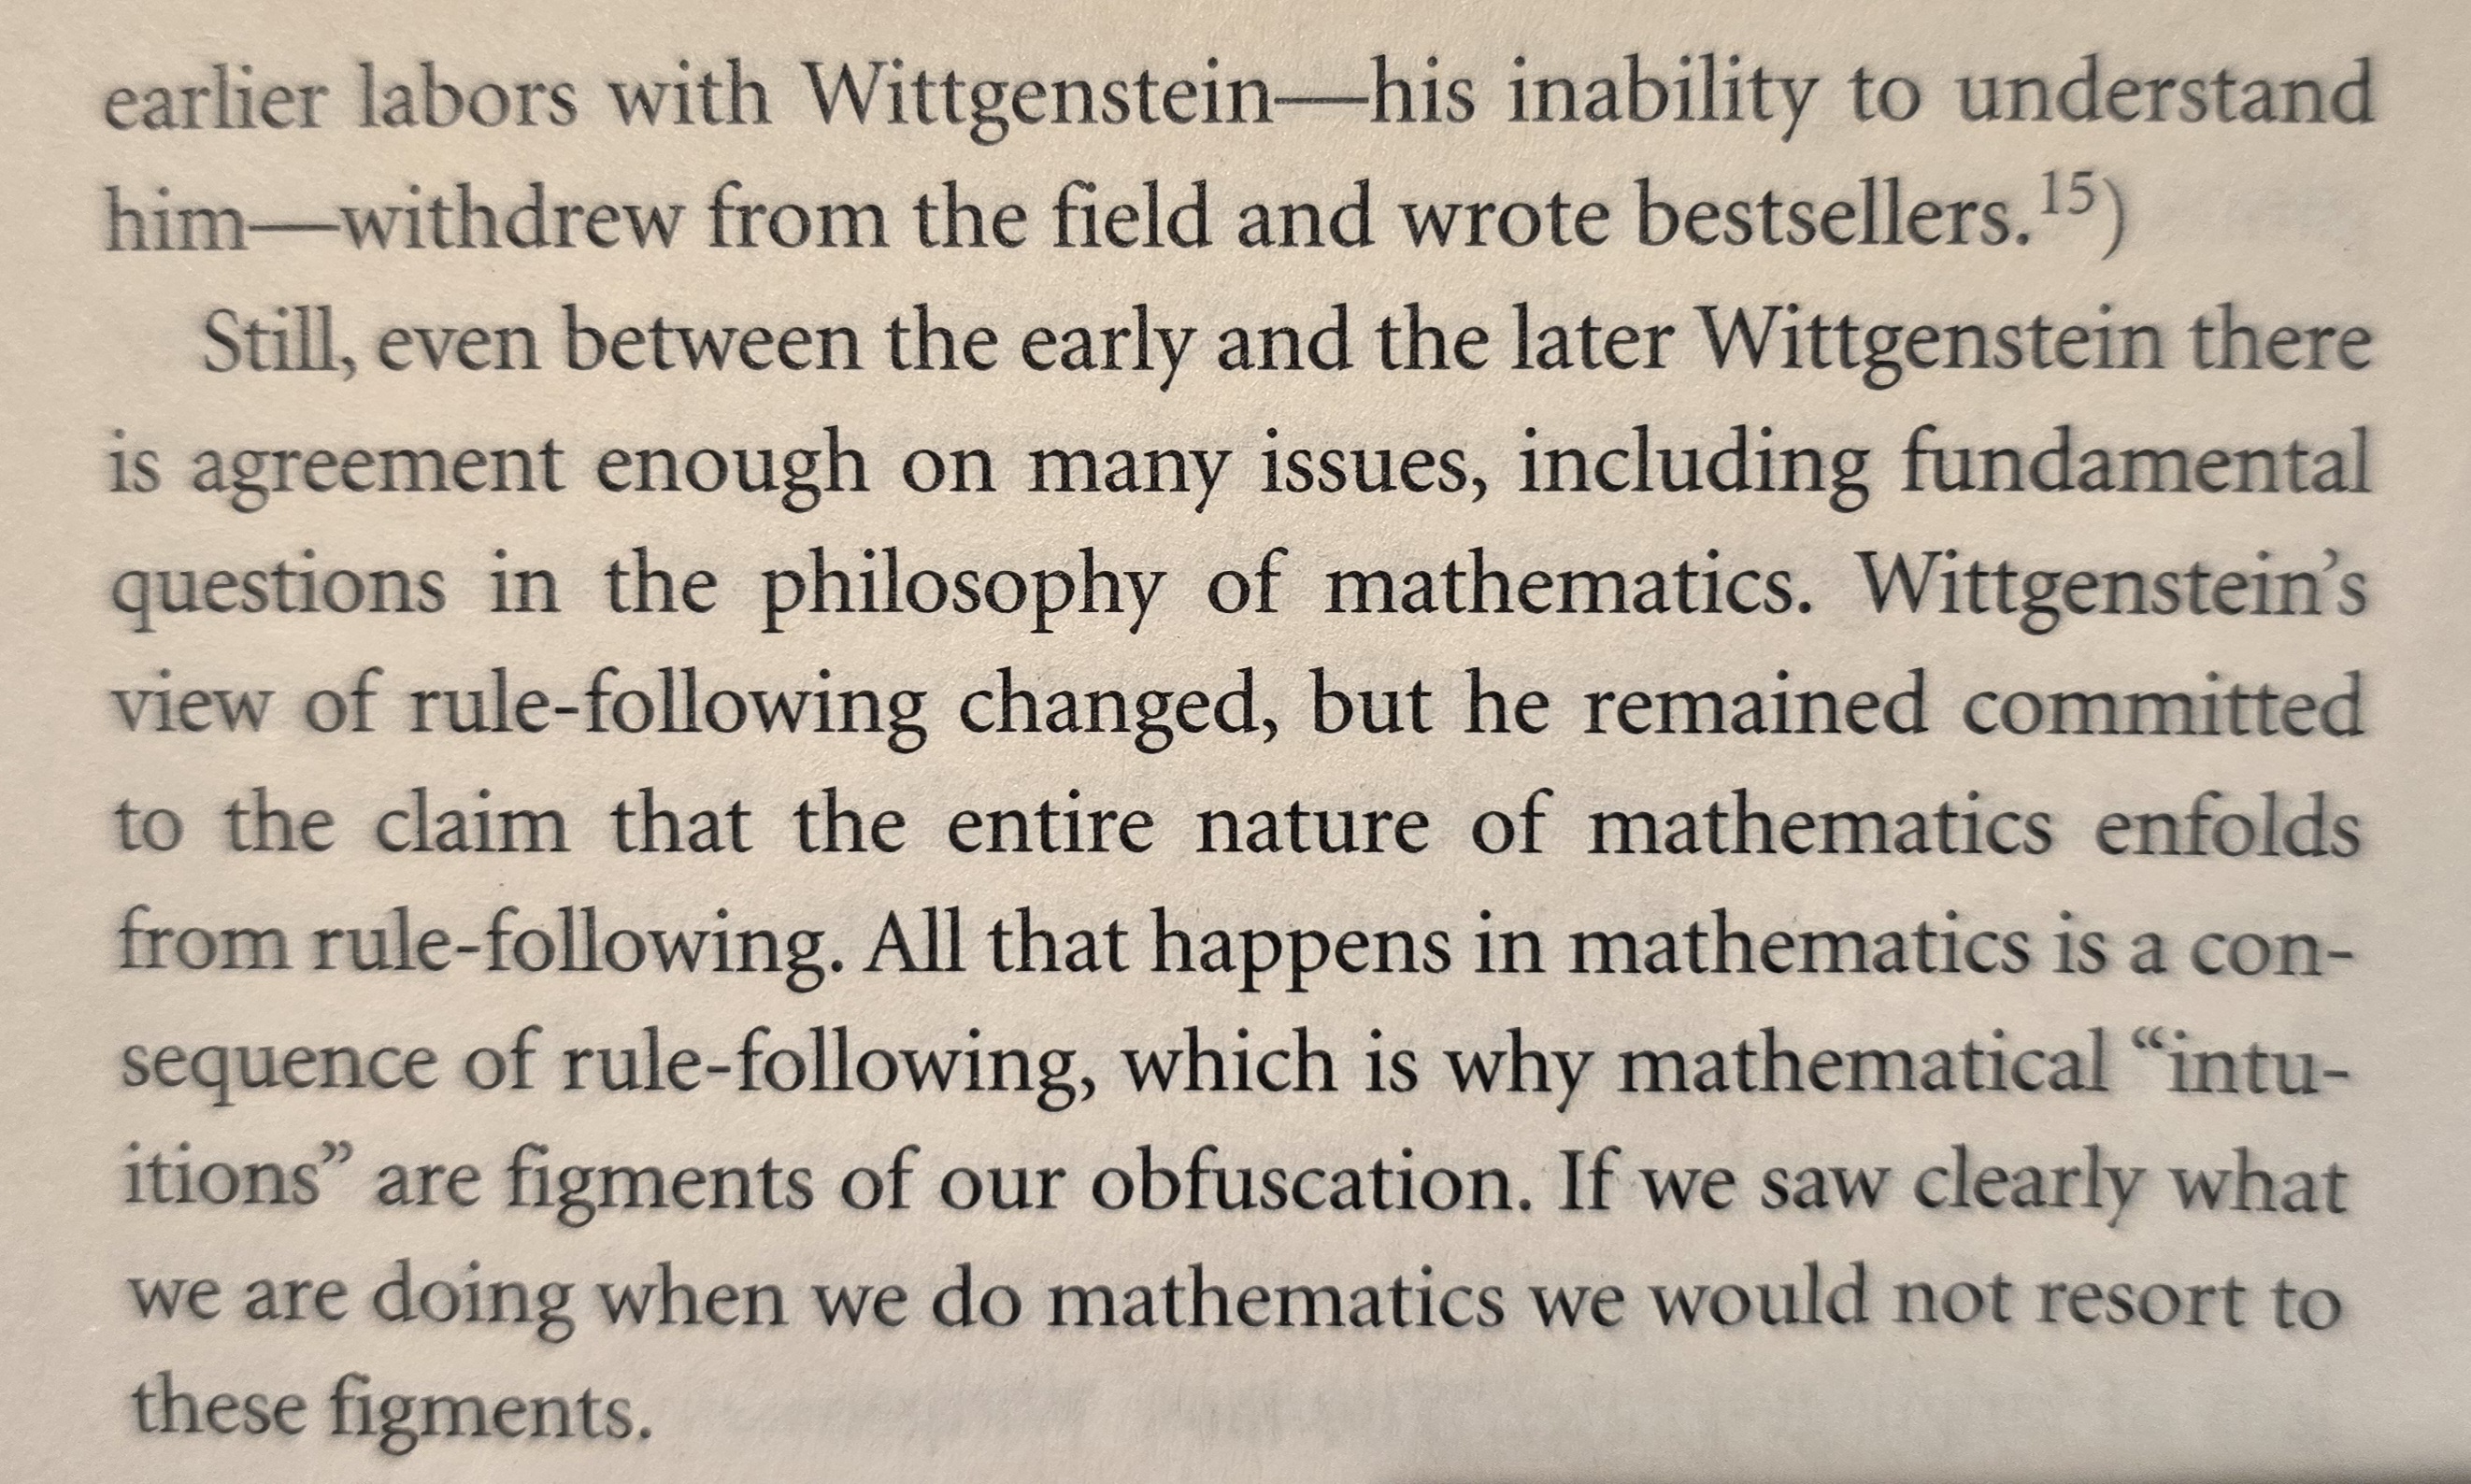 earlier labors with Wittgenstein—his inability to understand
him—withdrew from the field and wrote bestsellers.¹⁵)
Still, even between the early and the later Wittgenstein there
is agreement enough on many issues, including fundamental
questions in the philosophy of mathematics. Wittgenstein’s
view of rule-following changed, but he remained committed
to the claim that the entire nature of mathematics enfolds
from rule-following. All that happens in mathematics is a con-
sequence of rule-following, which is why mathematical “intu-
itions” are figments of our obfuscation. If we saw clearly what
we are doing when we do mathematics we would not resort to
these figments.